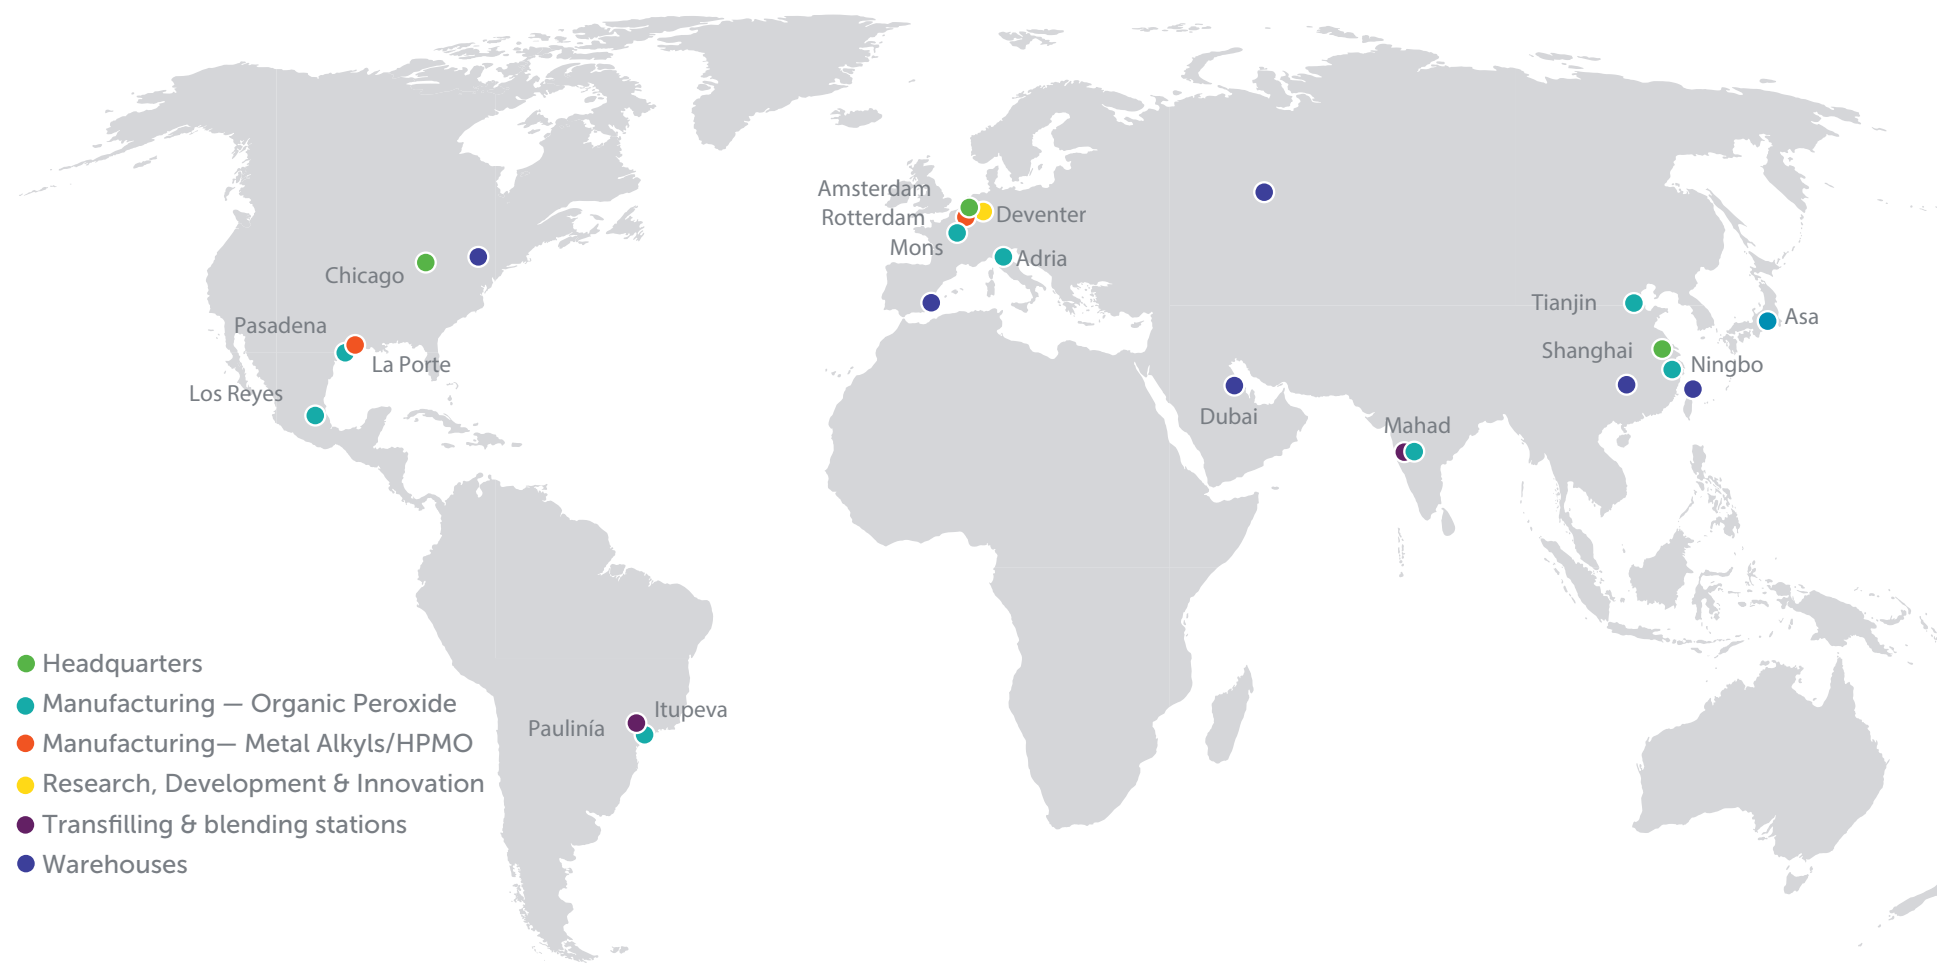 Amsterdam
Rotterdam
Deventer
Mons
Adria
Chicago
Pasadena
La Porte
Los Reyes
Tianjin
Asa
Shanghai
Ningbo
Dubai
Mahad
Itupeva
Paulinía
Headquarters
Manufacturing — Organic Peroxide
Manufacturing— Metal Alkyls/HPMO
Research, Development & Innovation
Transfilling & blending stations
Warehouses